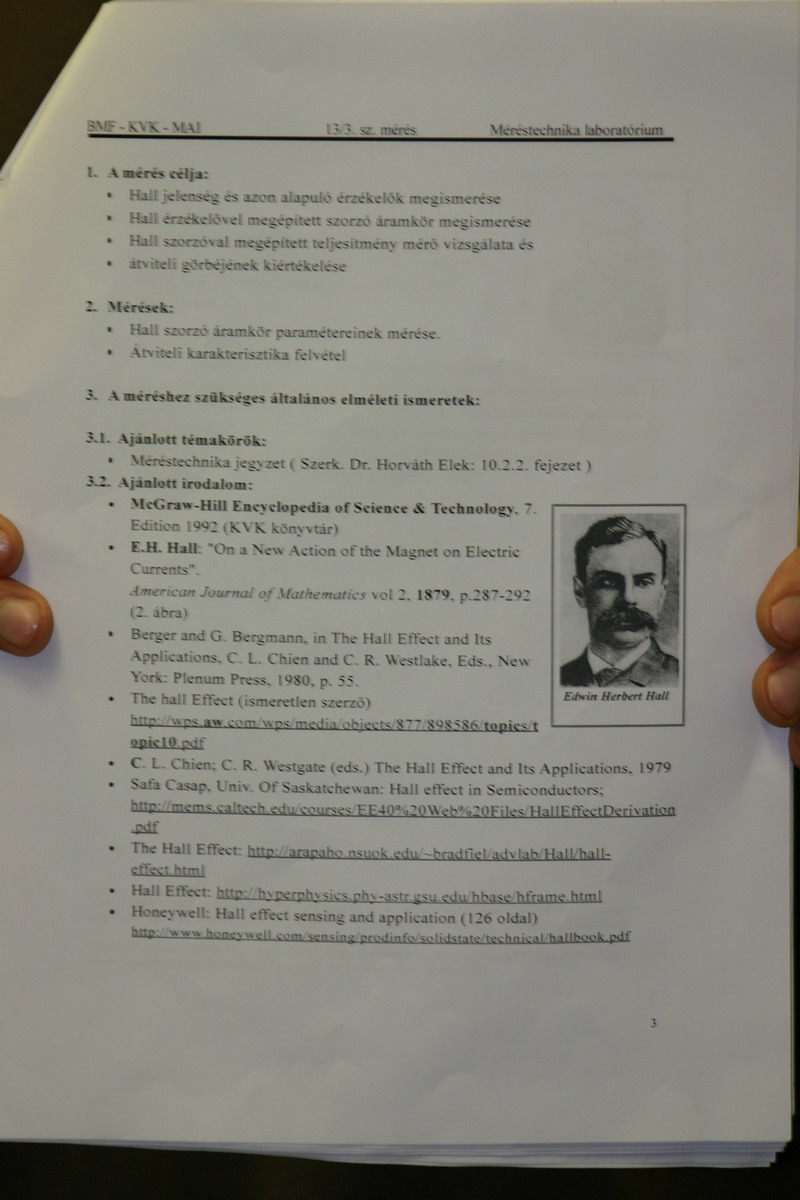 BMF - KVK - MAI 13/3. sz. mérés Méréstechnika laboratórium
1. A mérés célja:
• Hall jelenség és azon alapuló érzékelők megismerése
• Hall érzékelővel megépített szorzó áramkör megismerése
• Hall szorzóval megépített teljesítmény mérő vizsgálata és
• átviteli görbéjének kiértékelése
2. Mérések:
• Hall szorzó áramkör paramétereinek mérése.
• Átviteli karakterisztika felvétel
3. A méréshez szükséges általános elméleti ismeretek:
3.1. Ajánlott témakörök:
• Méréstechnika jegyzet ( Szerk. Dr. Horváth Elek: 10.2.2. fejezet )
3.2. Ajánlott irodalom:
• McGraw-Hill Encyclopedia of Science & Technology. 7.
Edition 1992 (KVK könyvtár)
• E.H. Hall: "On a New Action of the Magnet on Electric
Currents".
American Journal of Mathematics vol 2, 1879, p.287-292
(2. ábra)
• Berger and G. Bergmann, in The Hall Effect and Its
Applications, C. L. Chien and C. R. Westlake, Eds., New
York: Plenum Press, 1980, p. 55.
• The hall Effect (ismeretlen szerző)
http://wps.aw.com/wps/media/objects/877/898586/topics/t
opic10.pdf
Edwin Herbert Hall
• C. L. Chien; C. R. Westgate (eds.) The Hall Effect and Its Applications, 1979
• Safa Casap, Univ. Of Saskatchewan: Hall effect in Semiconductors;
http://mems.caltech.edu/courses/EE40%20Web%20Files/HallEffectDerivation
.pdf
• The Hall Effect: http://arapaho.nsuok.edu/~bradfiel/advlab/Hall/hall-
effect.html
• Hall Effect: http://hyperphysics.phy-astr.gsu.edu/hbase/hframe.html
• Honeywell: Hall effect sensing and application (126 oldal)
http://www.honeywell.com/sensing/prodinfo/solidstate/technical/hallbook.pdf
3